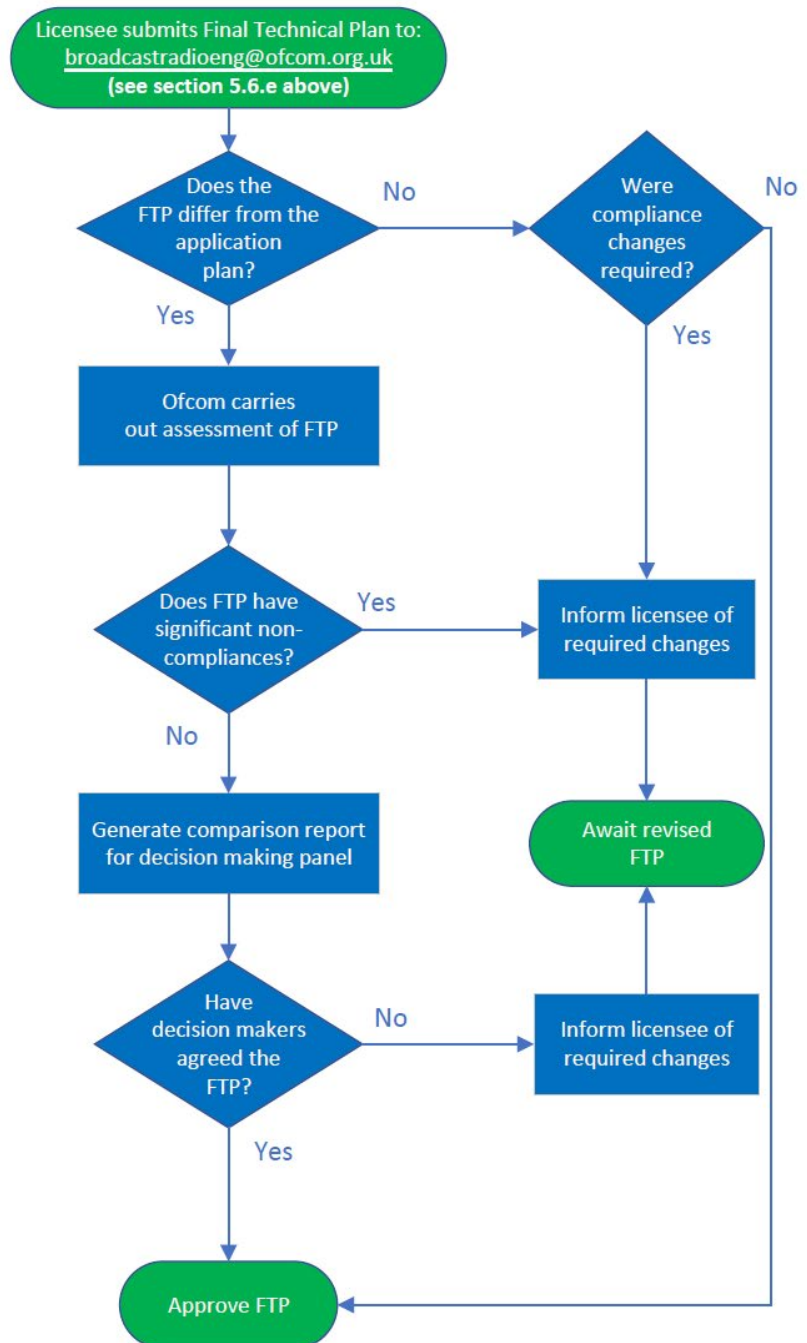 Licensee submits Final Technical Plan to:
broadcastradioeng@ofcom.org.uk
(see section 5.6.e above)
Does the
FTP differ from the
application
plan?
No
Were
compliance
changes
required?
No
Yes
Yes
Ofcom carries
out assessment of FTP
Does FTP have
significant non-
compliances?
Yes
Inform licensee of
required changes
No
Generate comparison report
for decision making panel
Await revised
FTP
Have
decision makers
agreed the
FTP?
No
Inform licensee of
required changes
Yes
Approve FTP